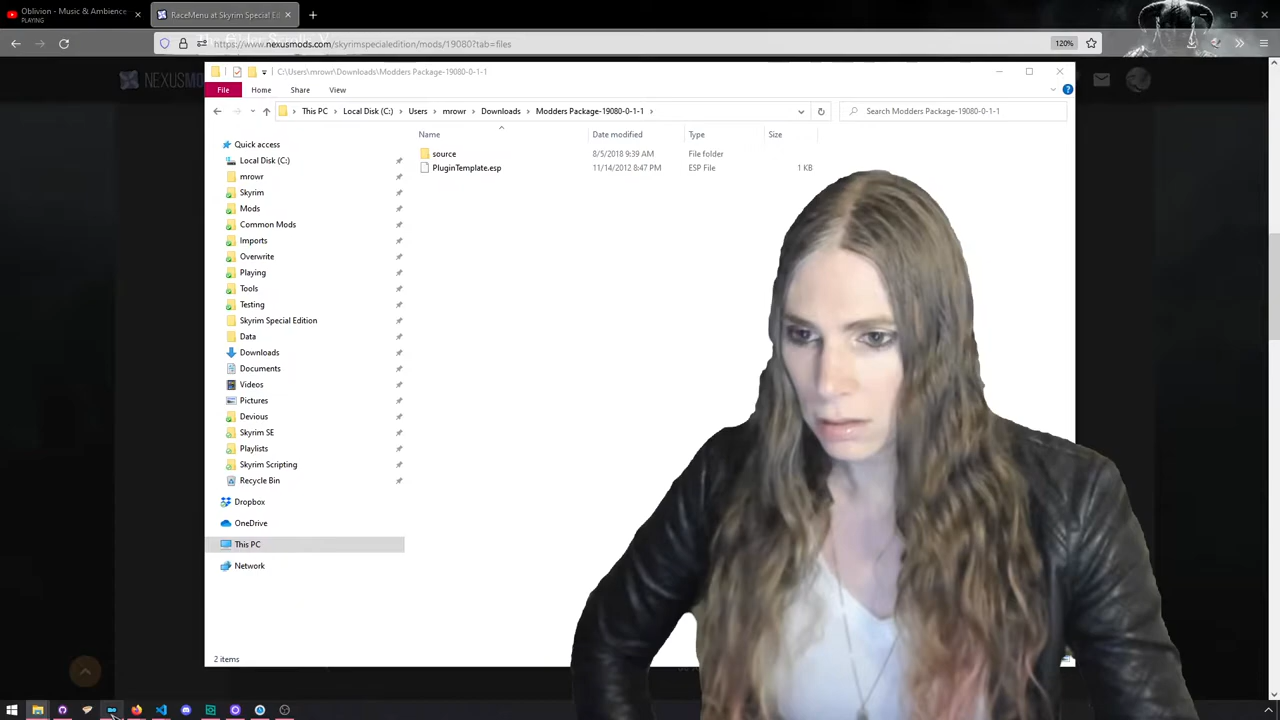 Oblivion - Music & Ambience
PLAYING
RaceMenu at Skyrim Special Ed
https://www.nexusmods.com/skyrimspecialedition/mods/19080?tab=files
120%
NEXUSMO
C:\Users\mrowr\Downloads\Modders Package-19080-0-1-1
File
Home
Share
View
This PC
Local Disk (C:)
Users
mrowr
Downloads
Modders Package-19080-0-1-1
Search Modders Package-19080-0-1-1
Name
Date modified
Type
Size
source
8/5/2018 9:39 AM
File folder
PluginTemplate.esp
11/14/2012 8:47 PM
ESP File
1 KB
Quick access
Local Disk (C:)
mrowr
Skyrim
Mods
Common Mods
Imports
Overwrite
Playing
Tools
Testing
Skyrim Special Edition
Data
Downloads
Documents
Videos
Pictures
Devious
Skyrim SE
Playlists
Skyrim Scripting
Recycle Bin
Dropbox
OneDrive
This PC
Network
2 items